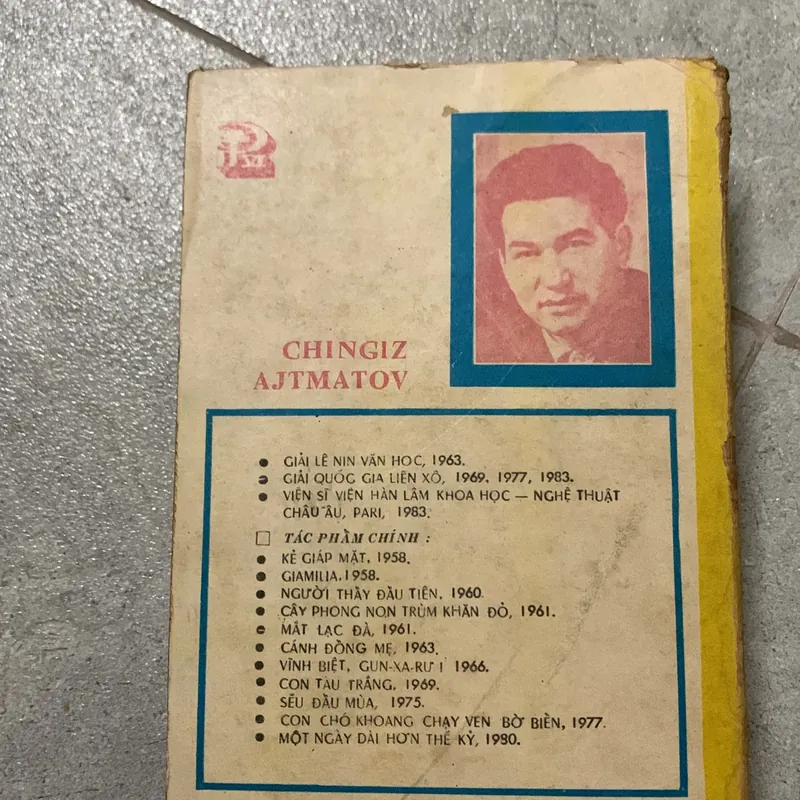 CHINGIZ
AJTMATOV
● GIẢI LÊ NIN VĂN HỌC, 1963.
● GIẢI QUỐC GIA LIÊN XÔ, 1969, 1977, 1983.
● VIỆN SĨ VIỆN HÀN LÂM KHOA HỌC — NGHỆ THUẬT
CHÂU ÂU, PARI, 1983.
□ TÁC PHẨM CHÍNH :
● KẺ GIÁP MẶT, 1958.
● GIAMILIA, 1958.
● NGƯỜI THẦY ĐẦU TIÊN, 1960
● CÂY PHONG NON TRÙM KHĂN ĐỎ, 1961.
● MẮT LẠC ĐÀ, 1961.
● CÁNH ĐỒNG MẸ, 1963.
● VĨNH BIỆT, GUN-XA-RƯ I 1966.
● CON TÀU TRẮNG, 1969.
● SẾU ĐẦU MÙA, 1975.
● CON CHÓ KHOANG CHẠY VEN BỜ BIỂN, 1977.
● MỘT NGÀY DÀI HƠN THẾ KỶ, 1980.